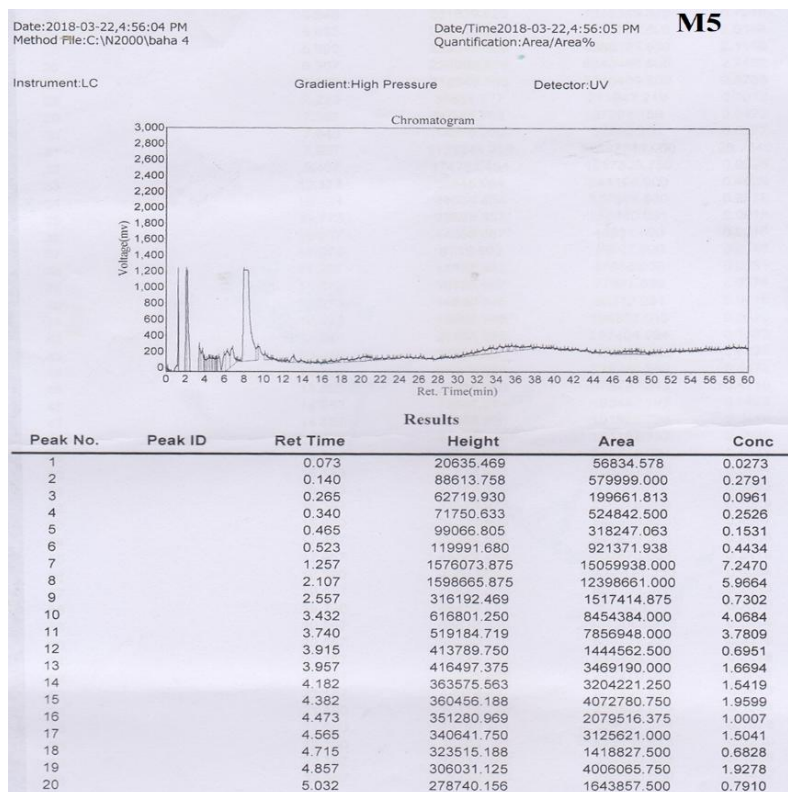 Date:2018-03-22,4:56:04 PM Date/Time2018-03-22,4:56:05 PM M5
Method File:C:\N2000\baha 4 Quantification:Area/Area%
Instrument:LC Gradient:High Pressure Detector:UV
Chromatogram
3,000
2,800
2,600
2,400
2,200
2,000
1,800
1,600
1,400
1,200
1,000
800
600
400
200
0
Voltage(mv)
0 2 4 6 8 10 12 14 16 18 20 22 24 26 28 30 32 34 36 38 40 42 44 46 48 50 52 54 56 58 60
Ret. Time(min)
Results
Peak No. Peak ID Ret Time Height Area Conc
1 0.073 20635.469 56834.578 0.0273
2 0.140 88613.758 579999.000 0.2791
3 0.265 62719.930 199661.813 0.0961
4 0.340 71750.633 524842.500 0.2526
5 0.465 99066.805 318247.063 0.1531
6 0.523 119991.680 921371.938 0.4434
7 1.257 1576073.875 15059938.000 7.2470
8 2.107 1598665.875 12398661.000 5.9664
9 2.557 316192.469 1517414.875 0.7302
10 3.432 616801.250 8454384.000 4.0684
11 3.740 519184.719 7856948.000 3.7809
12 3.915 413789.750 1444562.500 0.6951
13 3.957 416497.375 3469190.000 1.6694
14 4.182 363575.563 3204221.250 1.5419
15 4.382 360456.188 4072780.750 1.9599
16 4.473 351280.969 2079516.375 1.0007
17 4.565 340641.750 3125621.000 1.5041
18 4.715 323515.188 1418827.500 0.6828
19 4.857 306031.125 4006065.750 1.9278
20 5.032 278740.156 1643857.500 0.7910